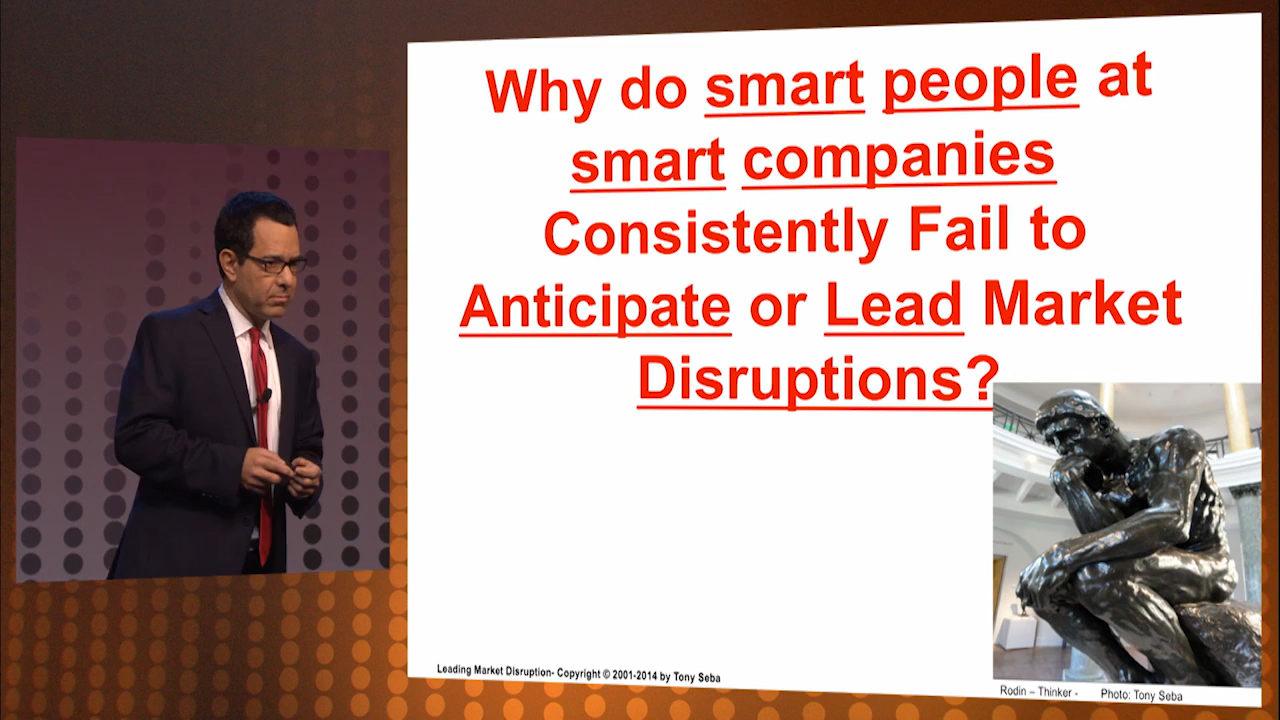 Why do smart people at
smart companies
Consistently Fail to
Anticipate or Lead Market
Disruptions?
Leading Market Disruption- Copyright © 2001-2014 by Tony Seba
Rodin – Thinker - Photo: Tony Seba